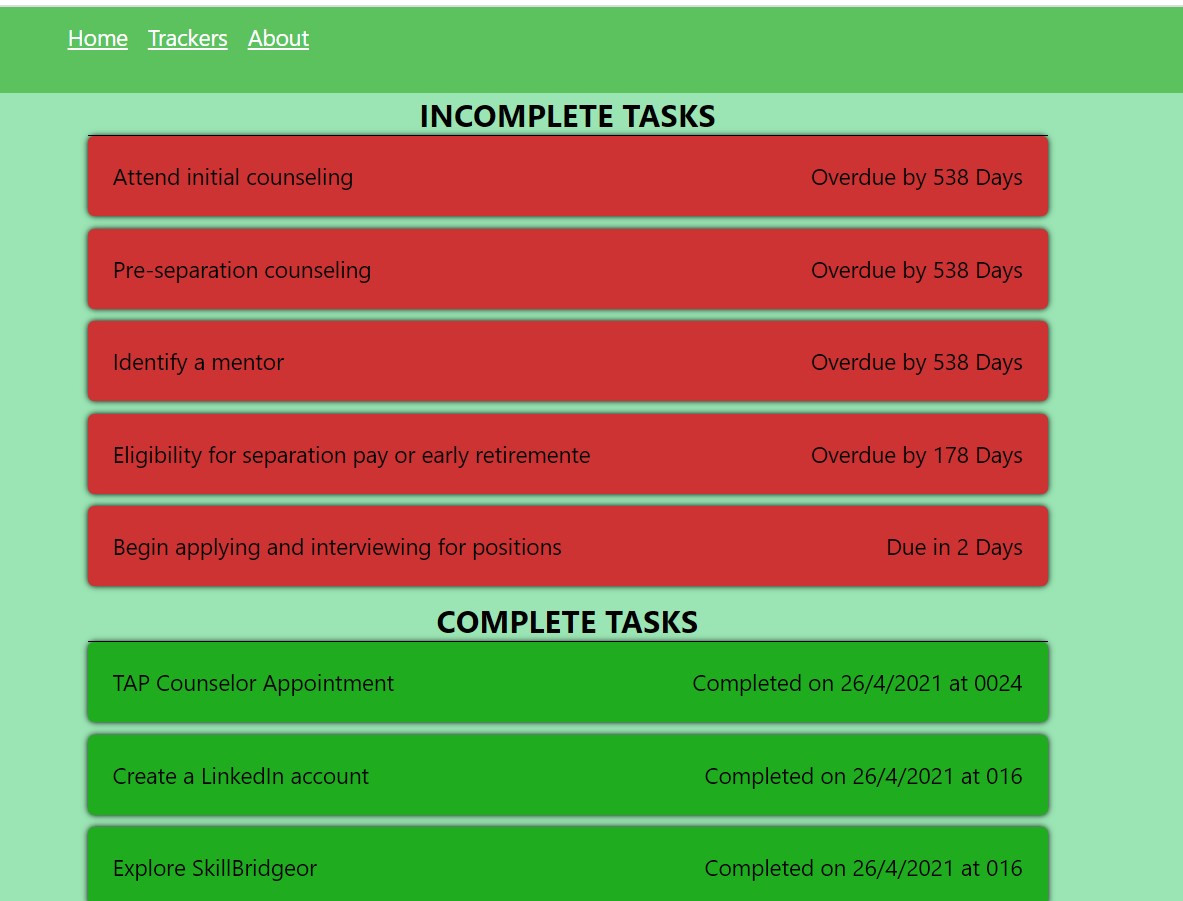 Home Trackers About
INCOMPLETE TASKS
Attend initial counseling Overdue by 538 Days
Pre-separation counseling Overdue by 538 Days
Identify a mentor Overdue by 538 Days
Eligibility for separation pay or early retiremente Overdue by 178 Days
Begin applying and interviewing for positions Due in 2 Days
COMPLETE TASKS
TAP Counselor Appointment Completed on 26/4/2021 at 0024
Create a LinkedIn account Completed on 26/4/2021 at 016
Explore SkillBridgeor Completed on 26/4/2021 at 016